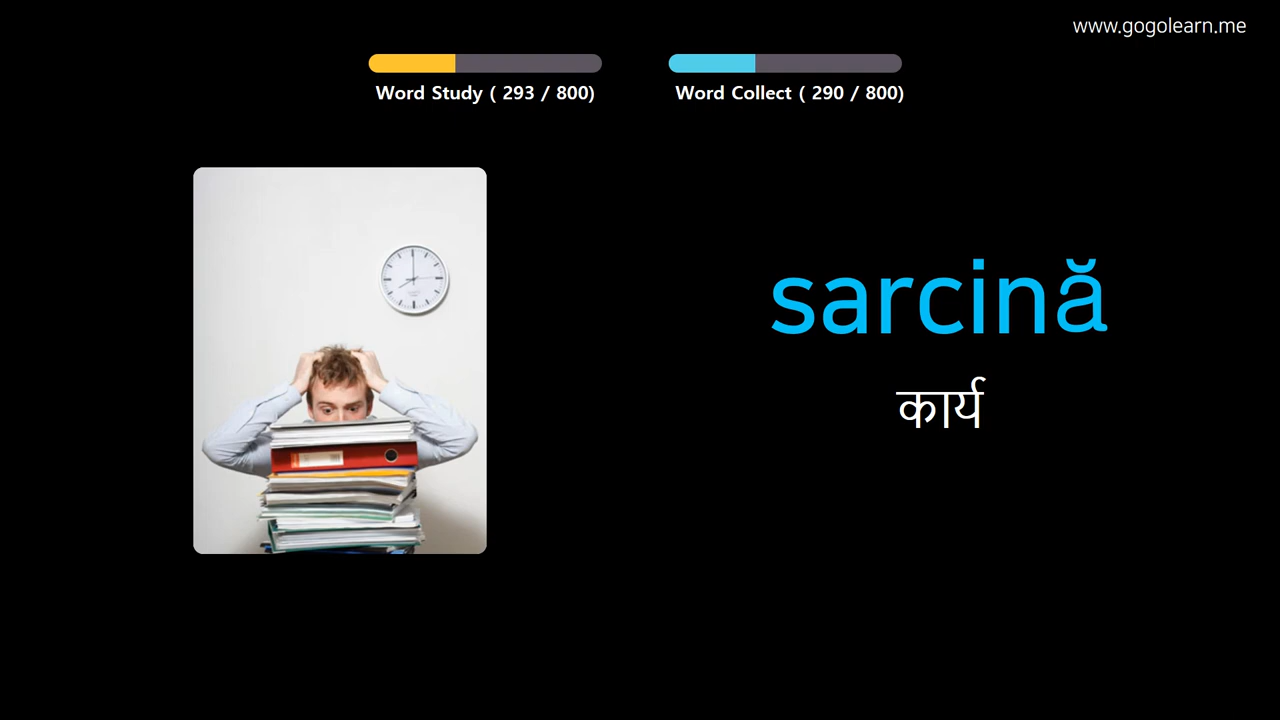 www.gogolearn.me
Word Study ( 293 / 800)
Word Collect ( 290 / 800)
sarcină
कार्य